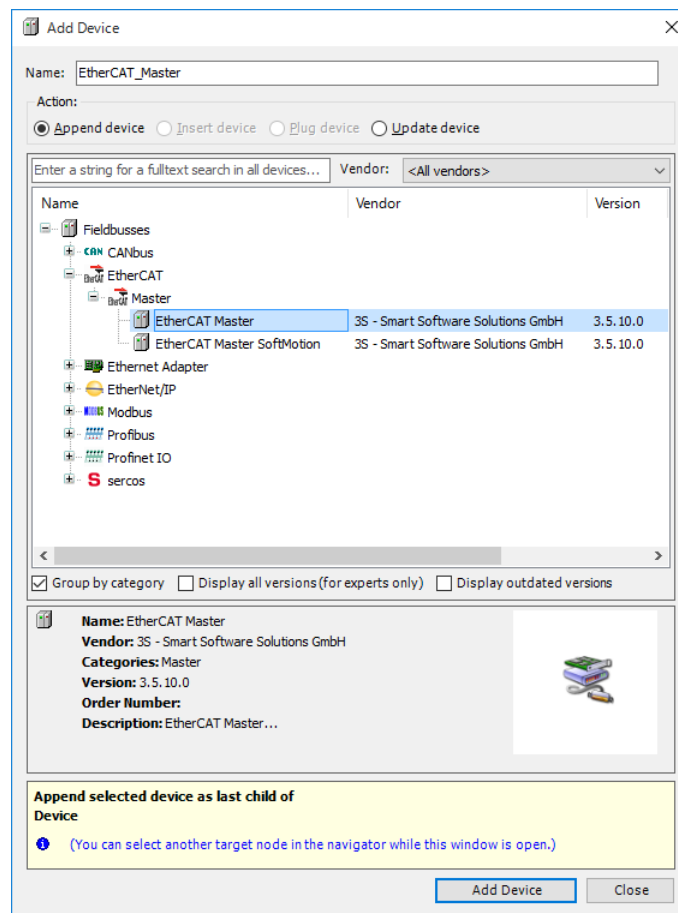 Add Device
Name: EtherCAT_Master
Action:
Append device Insert device Plug device Update device
Enter a string for a fulltext search in all devices... Vendor: <All vendors>
Name Vendor Version
Fieldbusses
CAN CANbus
EtherCAT EtherCAT
EtherCAT Master
EtherCAT Master 3S - Smart Software Solutions GmbH 3.5.10.0
EtherCAT Master SoftMotion 3S - Smart Software Solutions GmbH 3.5.10.0
Ethernet Adapter
EtherNet/IP
Modbus
Profibus
Profinet IO
S sercos
Group by category Display all versions (for experts only) Display outdated versions
Name: EtherCAT Master
Vendor: 3S - Smart Software Solutions GmbH
Categories: Master
Version: 3.5.10.0
Order Number:
Description: EtherCAT Master...
Append selected device as last child of
Device
(You can select another target node in the navigator while this window is open.)
Add Device Close